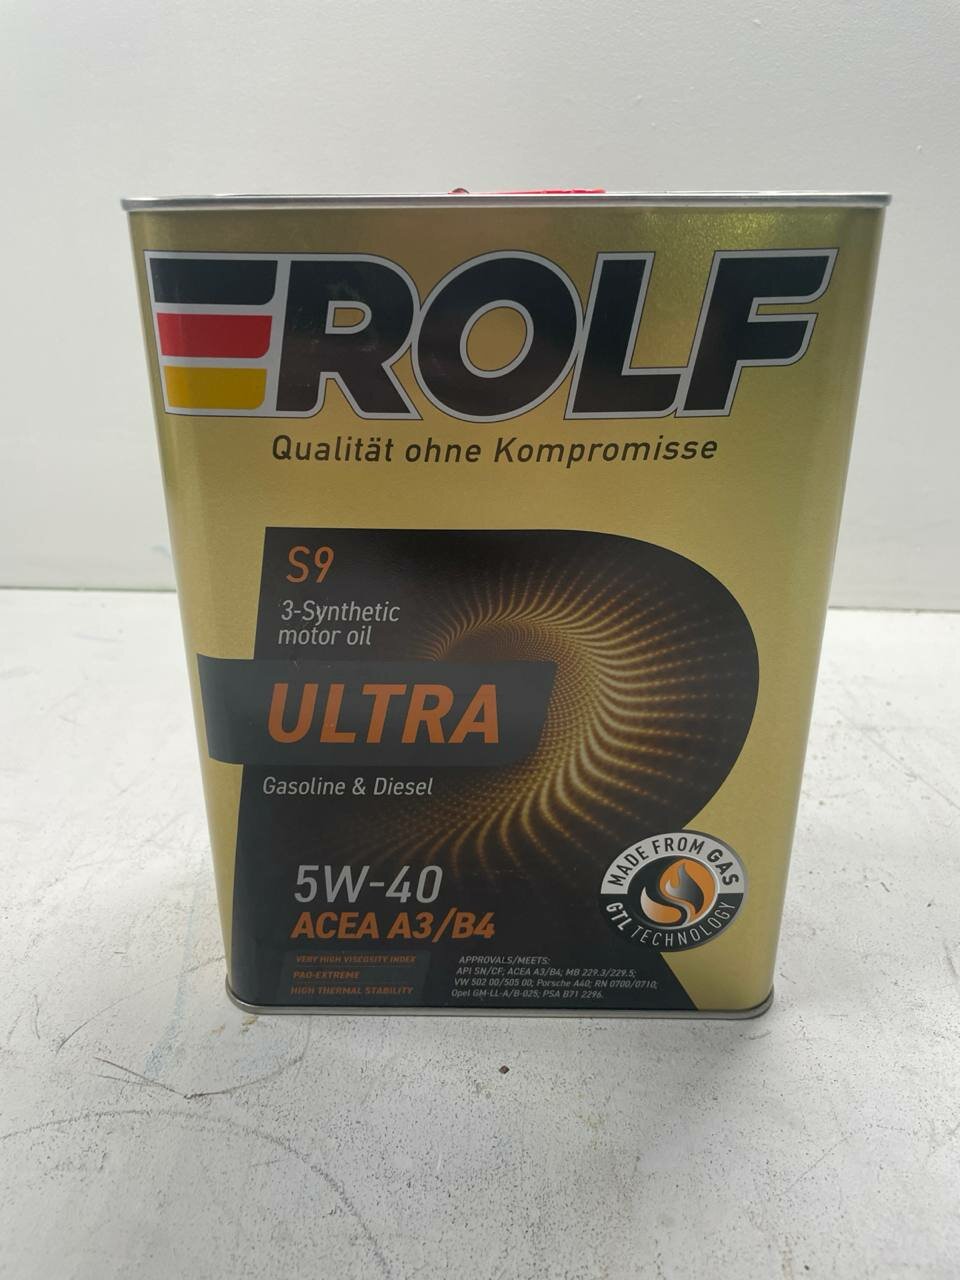 ROLF
Qualität ohne Kompromisse
S9
3-Synthetic
motor oil
ULTRA
Gasoline & Diesel
MADE FROM GAS
GTL TECHNOLOGY
5W-40
ACEA A3/B4
VERY HIGH VISCOSITY INDEX
PAO-EXTREME
HIGH THERMAL STABILITY
APPROVALS/MEETS:
API SN/CF; ACEA A3/B4; MB 229.3/229.5;
VW 502 00/505 00; Porsche A40; RN 0700/0710;
Opel GM-LL-A/B-025; PSA B71 2296.